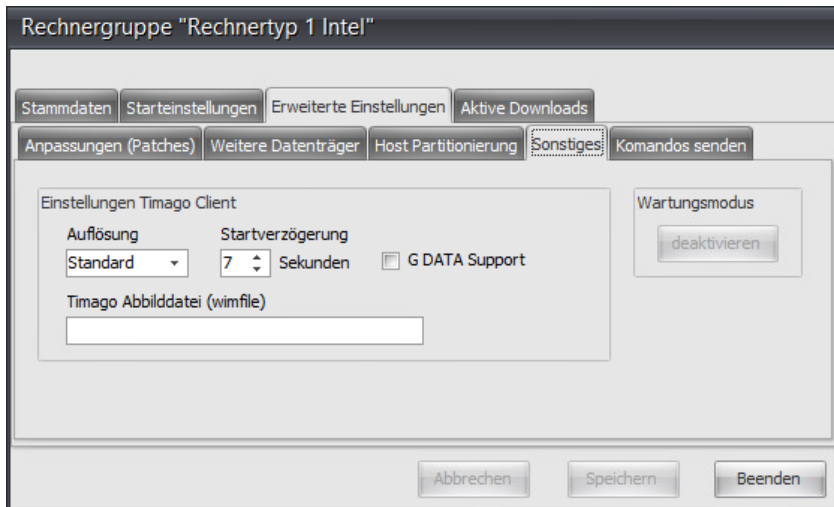 Rechnergruppe "Rechnertyp 1 Intel"
Stammdaten Starteinstellungen Erweiterte Einstellungen Aktive Downloads
Anpassungen (Patches) Weitere Datenträger Host Partitionierung Sonstiges Komandos senden
Einstellungen Timago Client
Auflösung Startverzögerung
Standard 7 Sekunden G DATA Support
Timago Abbilddatei (wimfile)
Wartungsmodus
deaktivieren
Abbrechen Speichern Beenden